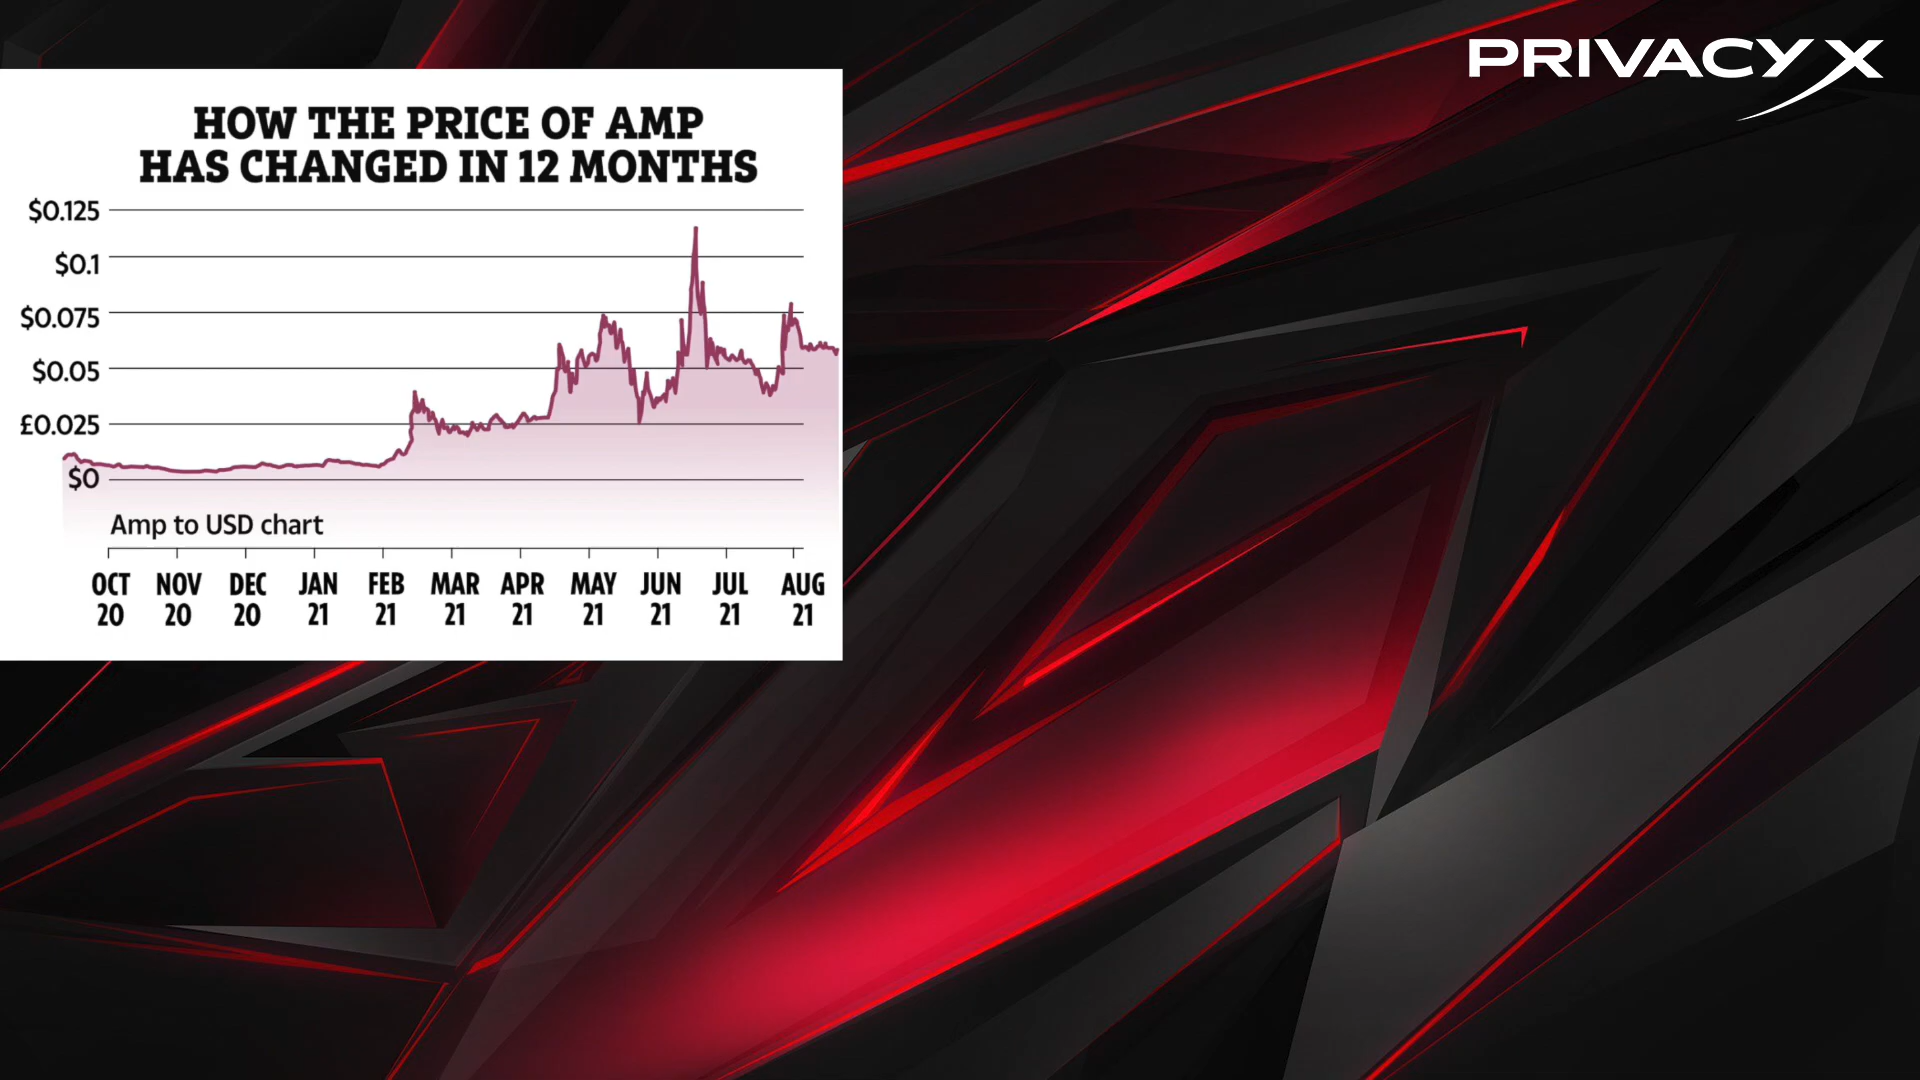 PRIVACY X
HOW THE PRICE OF AMP
HAS CHANGED IN 12 MONTHS
$0.125
$0.1
$0.075
$0.05
£0.025
$0
Amp to USD chart
OCT NOV DEC JAN FEB MAR APR MAY JUN JUL AUG
20 20 20 21 21 21 21 21 21 21 21